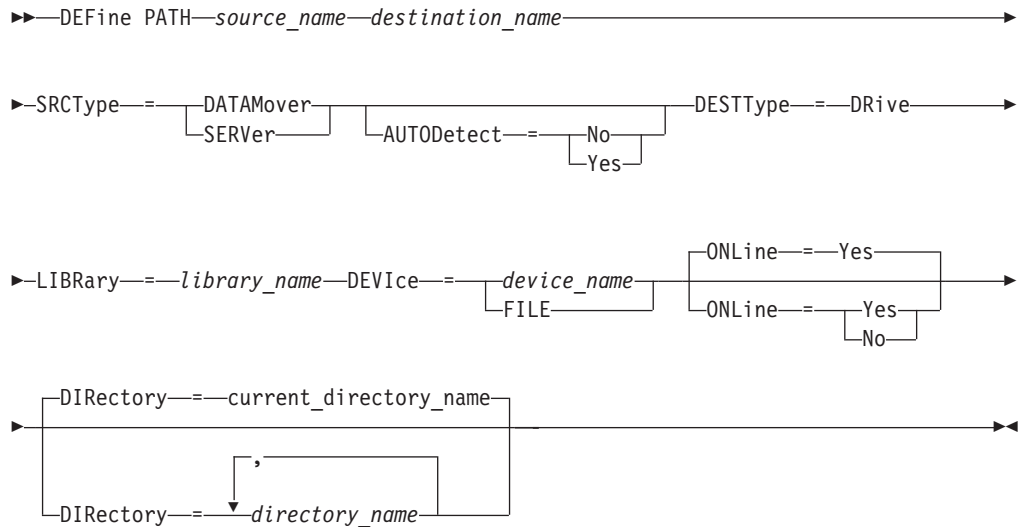 DEFine PATH source_name destination_name
SRCType = DATAMover DESTType = DRive
SERVer AUTODetect = No
Yes
ONLine = Yes
LIBRary = library_name DEVIce = device_name
FILE ONLine = Yes
No
DIRectory = current_directory_name
,
DIRectory = directory_name